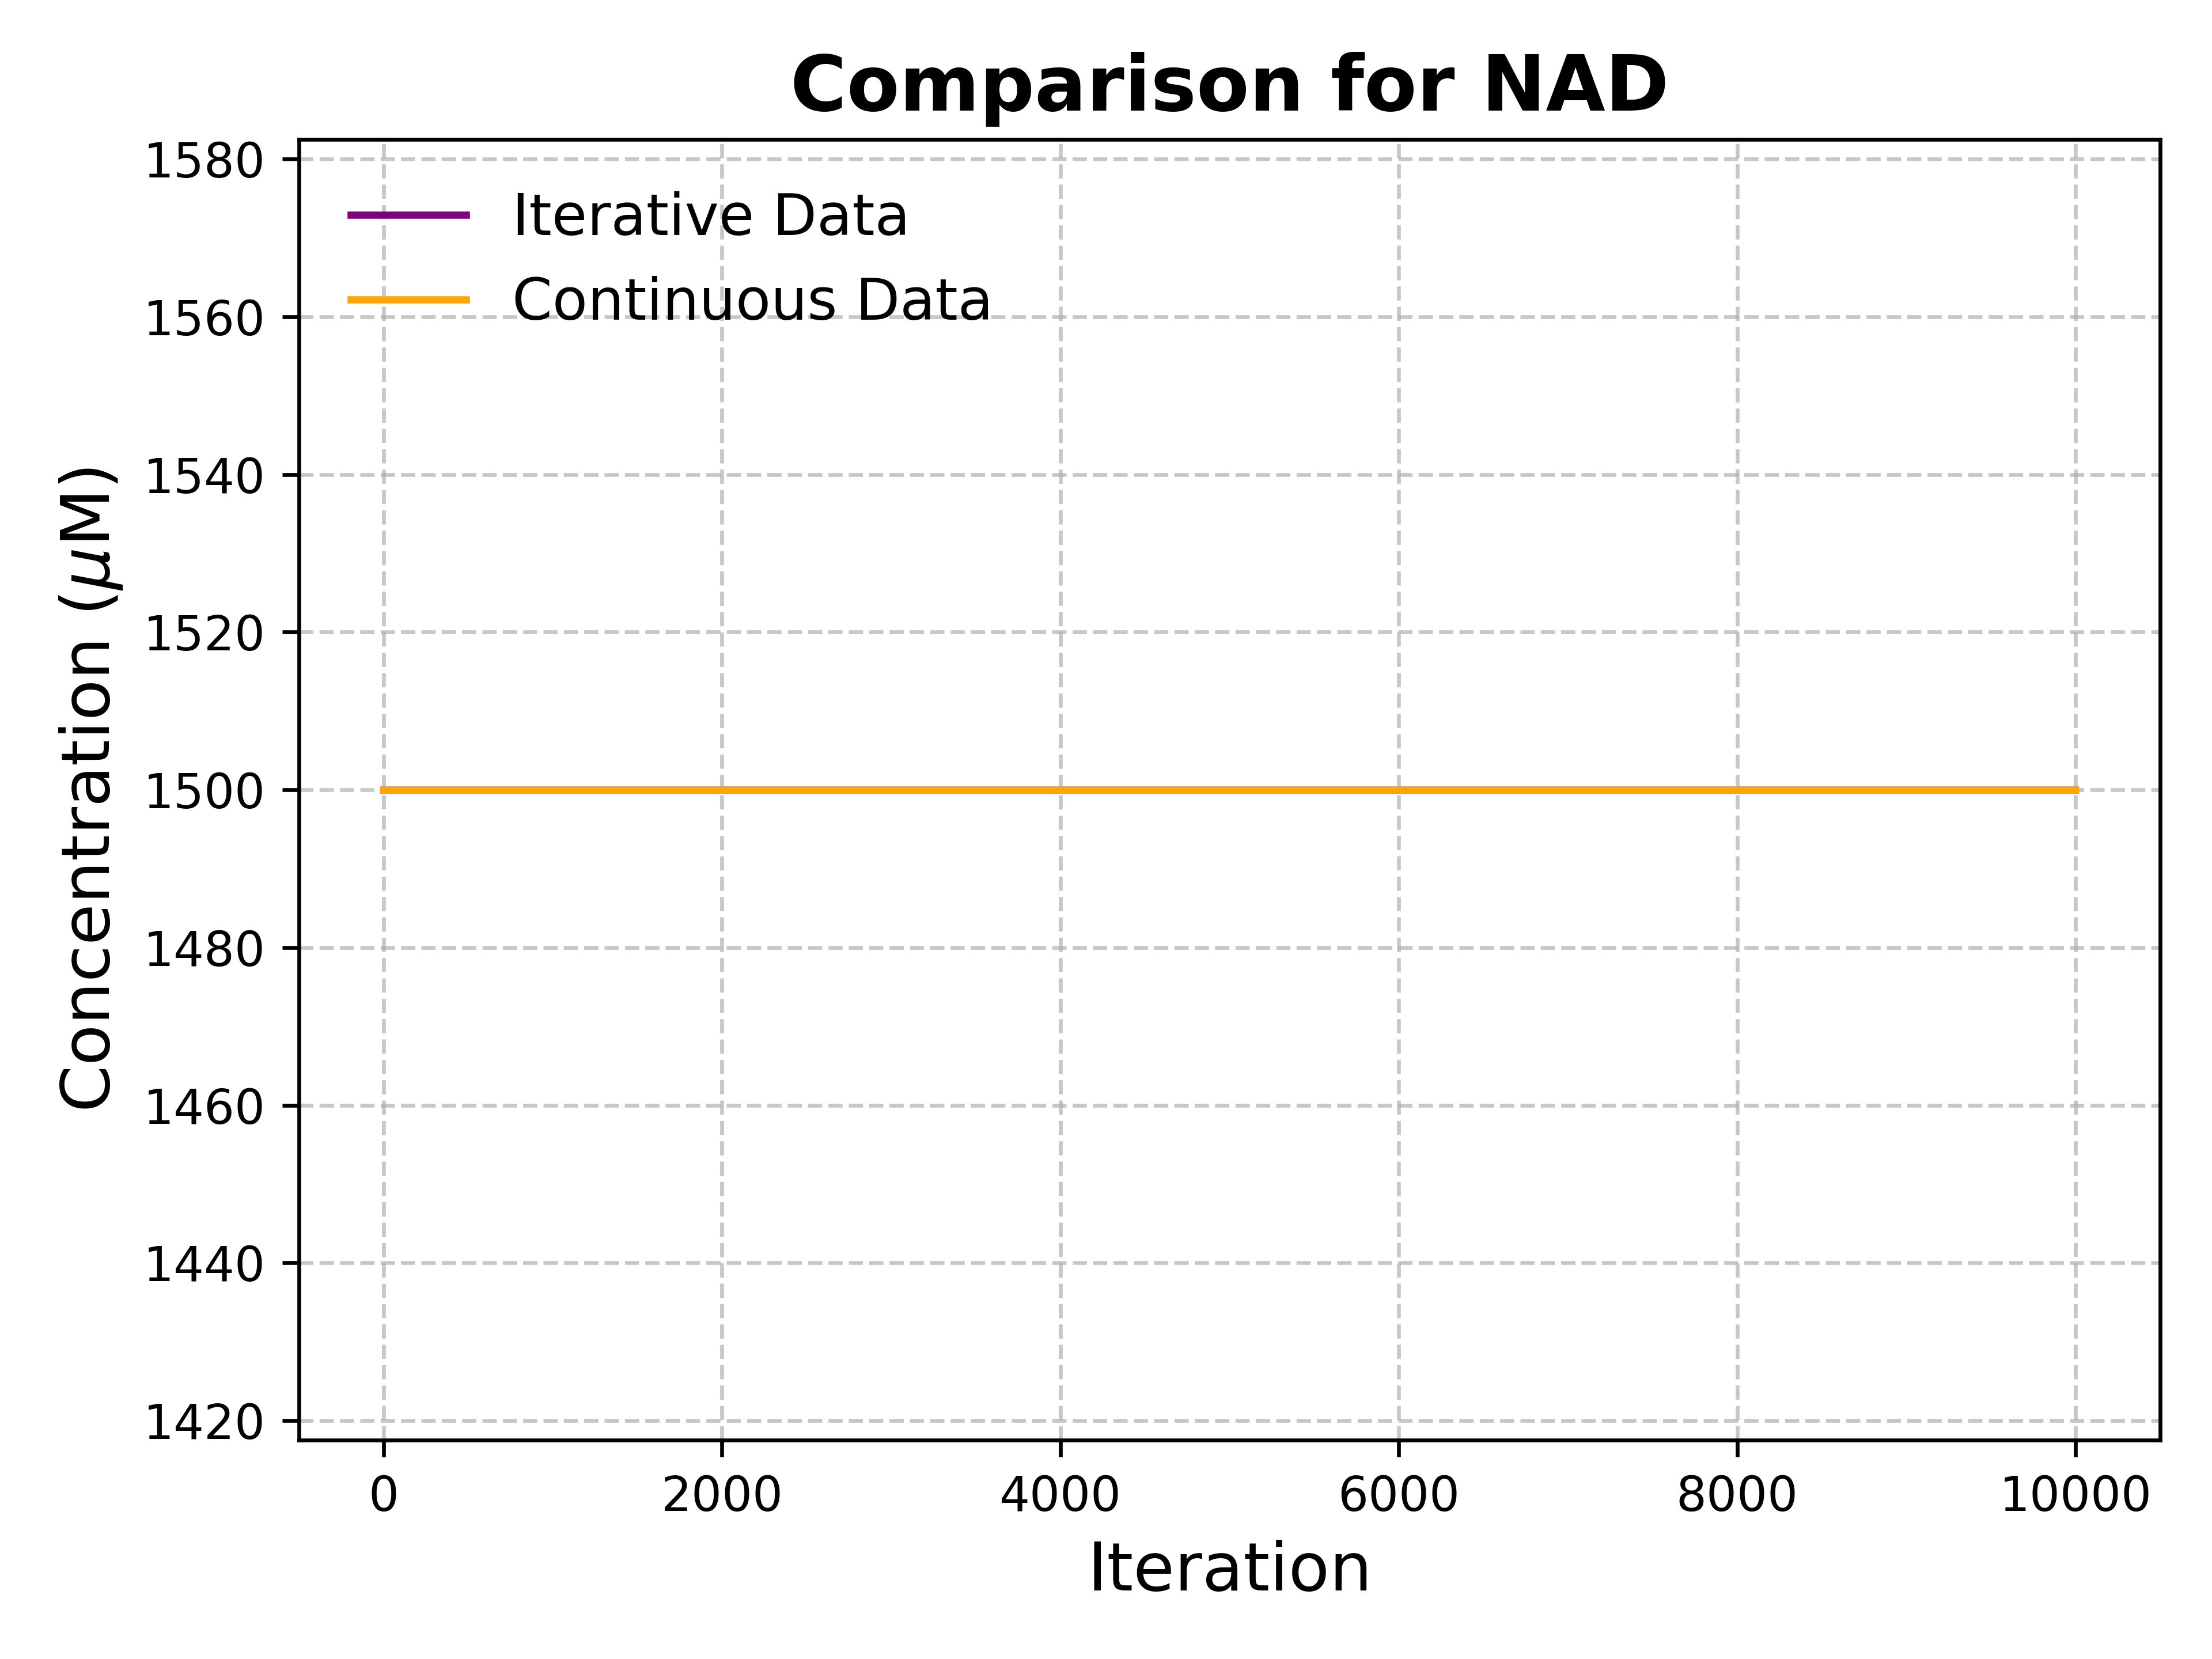 Comparison for NAD
Iterative Data
Continuous Data
Concentration (μM)
1580
1560
1540
1520
1500
1480
1460
1440
1420
0 2000 4000 6000 8000 10000
Iteration